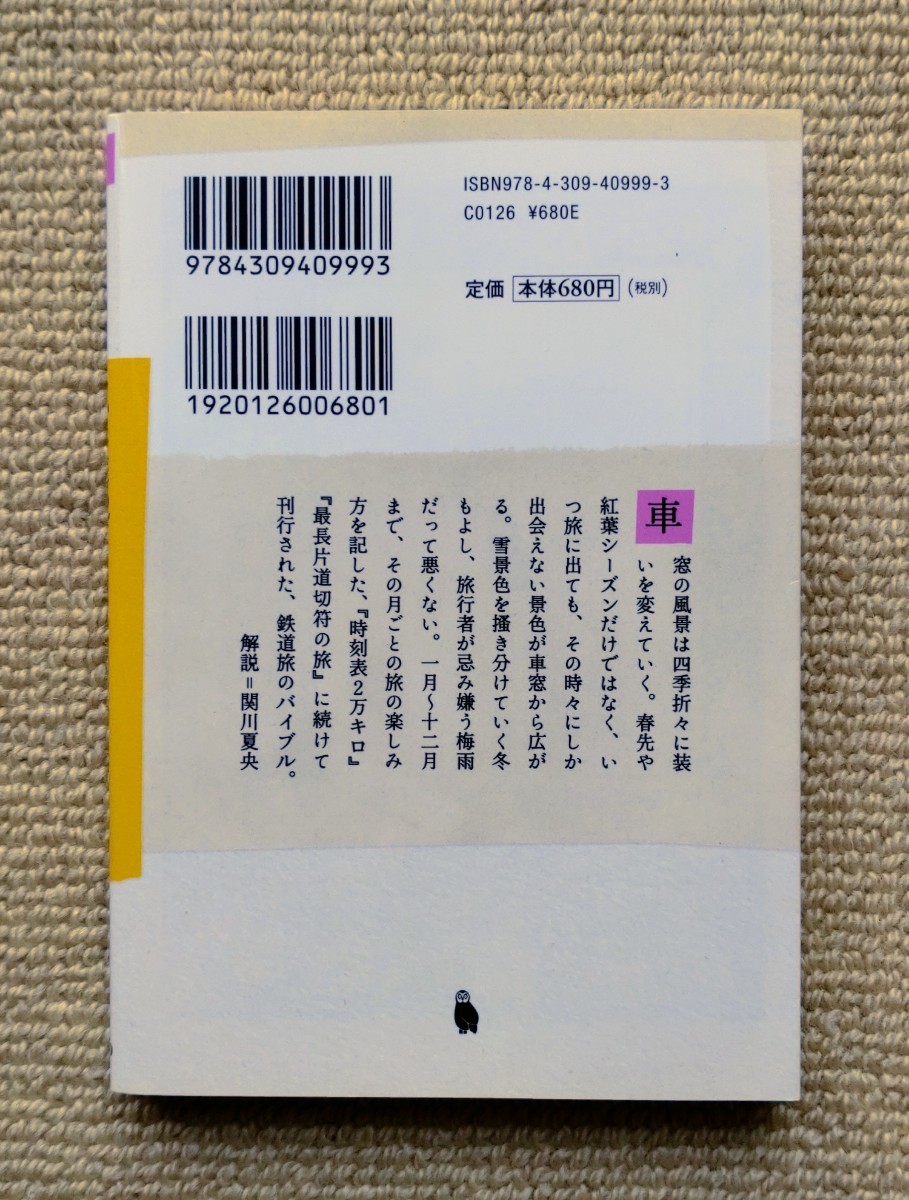 9784309409993
ISBN978-4-309-40999-3
C0126 ¥680E
定価 本体680円 (税別)
1920126006801
車窓の風景は四季折々に装
いを変えていく。春先や
紅葉シーズンだけではなく、い
つ旅に出ても、その時々にしか
出会えない景色が車窓から広が
る。雪景色を掻き分けていく冬
もよし、旅行者が忌み嫌う梅雨
だって悪くない。一月〜十二月
まで、その月ごとの旅の楽しみ
方を記した、『時刻表2万キロ』
『最長片道切符の旅』に続けて
刊行された、鉄道旅のバイブル。
解説＝関川夏央